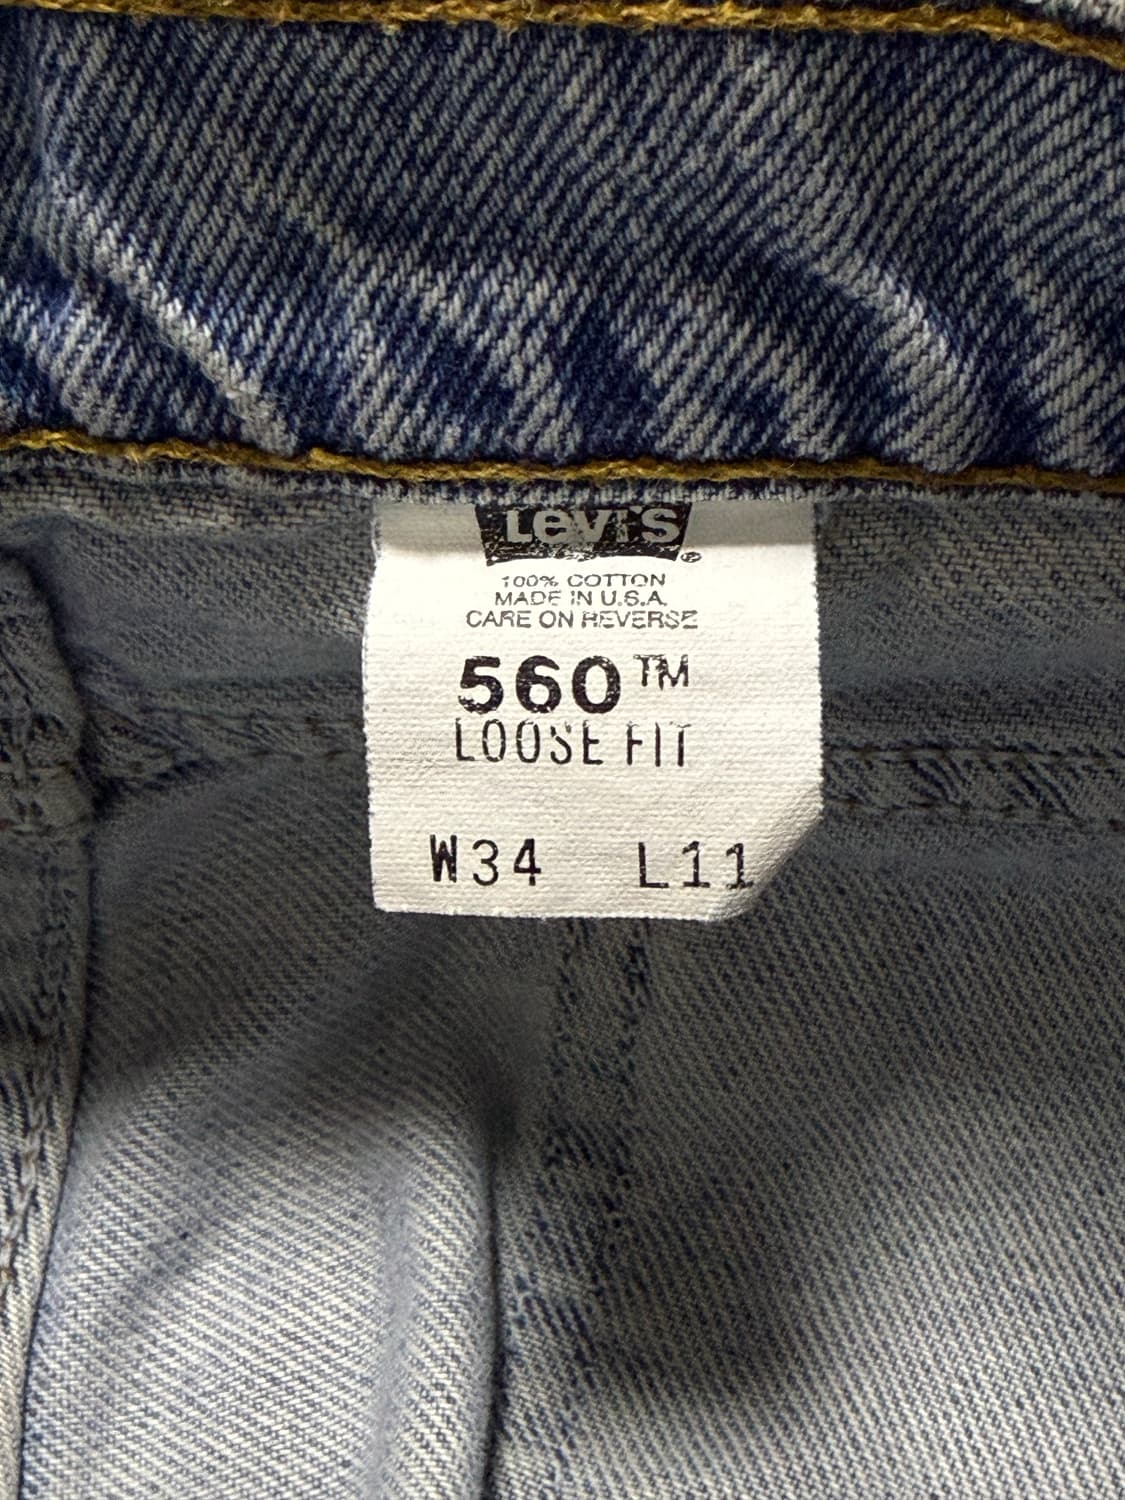 Levi's®
100% COTTON
MADE IN U.S.A.
CARE ON REVERSE
560™
LOOSE FIT
W34 L11